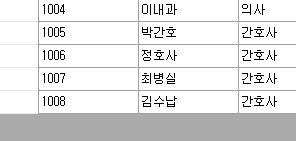 1004 이내과 의사
1005 박간호 간호사
1006 정호사 간호사
1007 최병실 간호사
1008 김수납 간호사